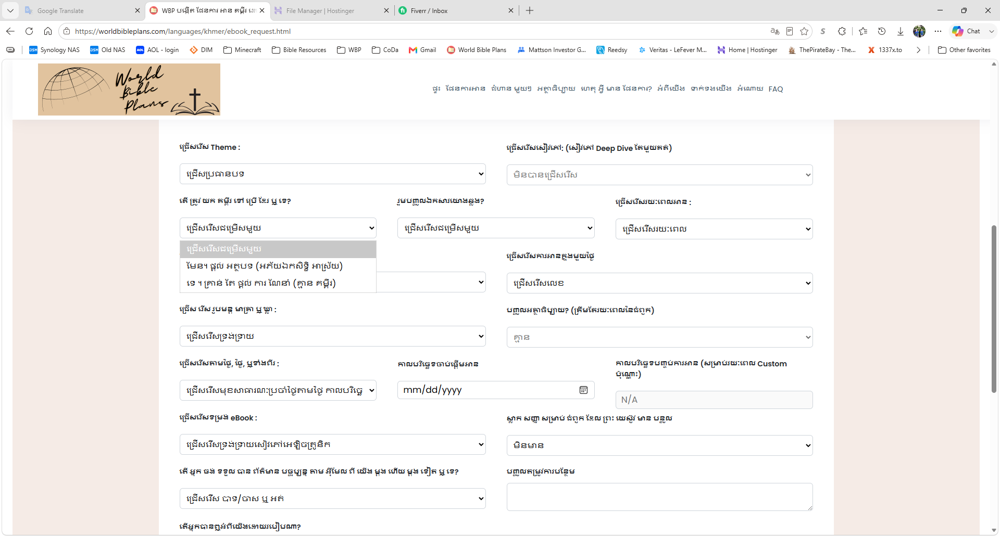 Google Translate
WBP បង្កើត ផែនការ អាន គម្ពីរ
File Manager | Hostinger
Fiverr / Inbox
https://worldbibleplans.com/languages/khmer/ebook_request.html
Chat
Synology NAS
Old NAS
AOL - login
DIM
Minecraft
Bible Resources
WBP
CoDa
Gmail
World Bible Plans
Mattson Investor G...
Reedsy
Veritas - LeFever M...
Home | Hostinger
ThePirateBay - The...
1337x.to
Other favorites
World
Bible
Plans
ផ្ទះ ផែនការអាន ជំហាន មួយៗ អត្ថាធិប្បាយ ហេតុ អ្វី មាន ផែនការ? អំពីយើង ទាក់ទងយើង អំណោយ FAQ
ជ្រើសរើស Theme :
ជ្រើសរើសសៀវភៅ: (សៀវភៅ Deep Dive តែមួយគត់)
ជ្រើសប្រធានបទ
មិនបានជ្រើសរើស
តើ ត្រូវ យក គម្ពីរ ទៅ ប្រើ ដែរ ឬ ទេ?
រួមបញ្ចូលឯកសារយោងឆ្លង?
ជ្រើសរើសរយៈពេលអាន :
ជ្រើសរើសជម្រើសមួយ
ជ្រើសរើសជម្រើសមួយ
ជ្រើសរើសរយៈពេល
ជ្រើសរើសជម្រើសមួយ
មែន។ ផ្តល់ អត្ថបទ (អភ័យឯកសិទ្ធិ អាស្រ័យ)
ទេ ។ គ្រាន់ តែ ផ្ដល់ ការ ណែនាំ (គ្មាន គម្ពីរ)
ជ្រើសរើសការអានក្នុងមួយថ្ងៃ
ជ្រើសរើសលេខ
ជ្រើស រើស រូបមន្ត មាត្រា ឬ ឃ្លា :
បញ្ចូលអត្ថាធិប្បាយ? (ត្រឹមតែរយៈពេលនៃជំពូក)
ជ្រើសរើសទ្រង់ទ្រាយ
គ្មាន
ជ្រើសរើសតាមថ្ងៃ, ថ្ងៃ, ឬទាំងពីរ :
កាលបរិច្ឆេទចាប់ផ្តើមអាន
កាលបរិច្ឆេទបញ្ចប់ការអាន (សម្រាប់រយៈពេល Custom
ប៉ុណ្ណោះ)
ជ្រើសរើសមុខសាធារណៈប្រចាំថ្ងៃតាមថ្ងៃ កាលបរិច្ឆេ
mm/dd/yyyy
N/A
ជ្រើសរើសទម្រង់ eBook :
ស្លាក សញ្ញា សម្រាប់ ជំពូក ដែល ព្រះ យេស៊ូវ មាន បន្ទូល
ជ្រើសរើសទ្រង់ទ្រាយសៀវភៅអេឡិចត្រូនិក
មិនមាន
តើ អ្នក ចង់ ទទួល បាន ព័ត៌មាន បច្ចុប្បន្ន តាម អ៊ីមែល ពី យើង ម្តង ហើយ ម្តង ទៀត ឬ ទេ?
បញ្ចូលតម្រូវការបន្ថែម
ជ្រើសរើស បាទ/ចាស ឬ អត់
តើអ្នកបានឮអំពីយើងដោយរបៀបណា?